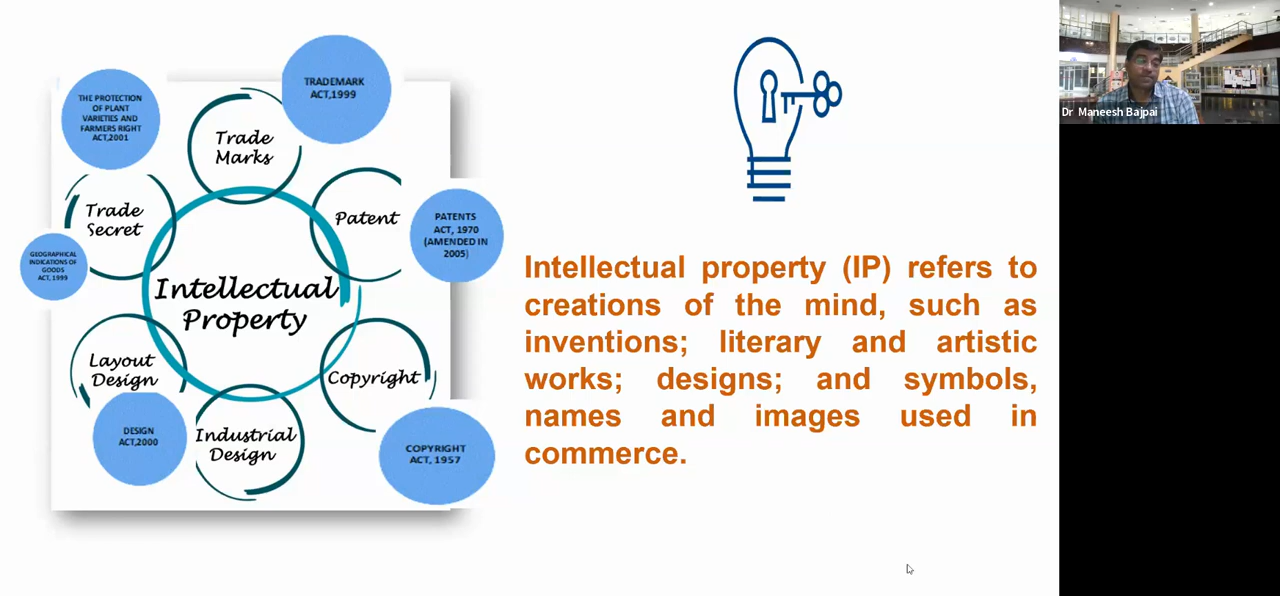 TRADEMARK
ACT,1999
THE PROTECTION
OF PLANT
VARIETIES AND
FARMERS RIGHT
ACT,2001
Trade
Marks
Trade
Secret
Patent
PATENTS
ACT, 1970
(AMENDED IN
2005)
GEOGRAPHICAL
INDICATIONS OF
GOODS
ACT, 1999
Intellectual
Property
Layout
Design
Copyright
DESIGN
ACT,2000
Industrial
Design
COPYRIGHT
ACT, 1957
Intellectual property (IP) refers to
creations of the mind, such as
inventions; literary and artistic
works; designs; and symbols,
names and images used in
commerce.
Dr Maneesh Bajpai